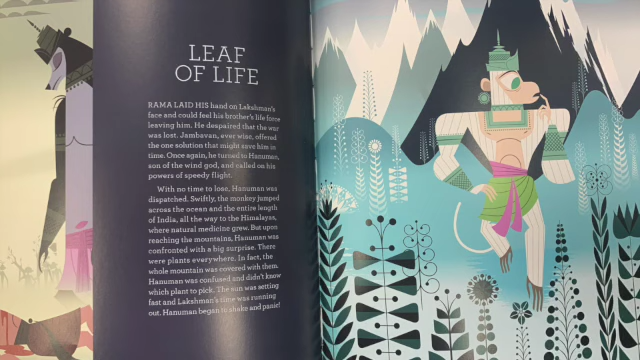 LEAF
OF LIFE
RAMA LAID HIS hand on Lakshman's
face and could feel his brother's life force
leaving him. He despaired that the war
was lost. Jambavan, ever wise, offered
the one solution that might save him in
time. Once again, he turned to Hanuman,
son of the wind god, and called on his
powers of speedy flight.
With no time to lose, Hanuman was
dispatched. Swiftly, the monkey jumped
across the ocean and the entire length
of India, all the way to the Himalayas,
where natural medicine grew. But upon
reaching the mountains, Hanuman was
confronted with a big surprise. There
were plants everywhere. In fact, the
whole mountain was covered with them.
Hanuman was confused and didn't know
which plant to pick. The sun was setting
fast and Lakshman's time was running
out. Hanuman began to shake and panic!